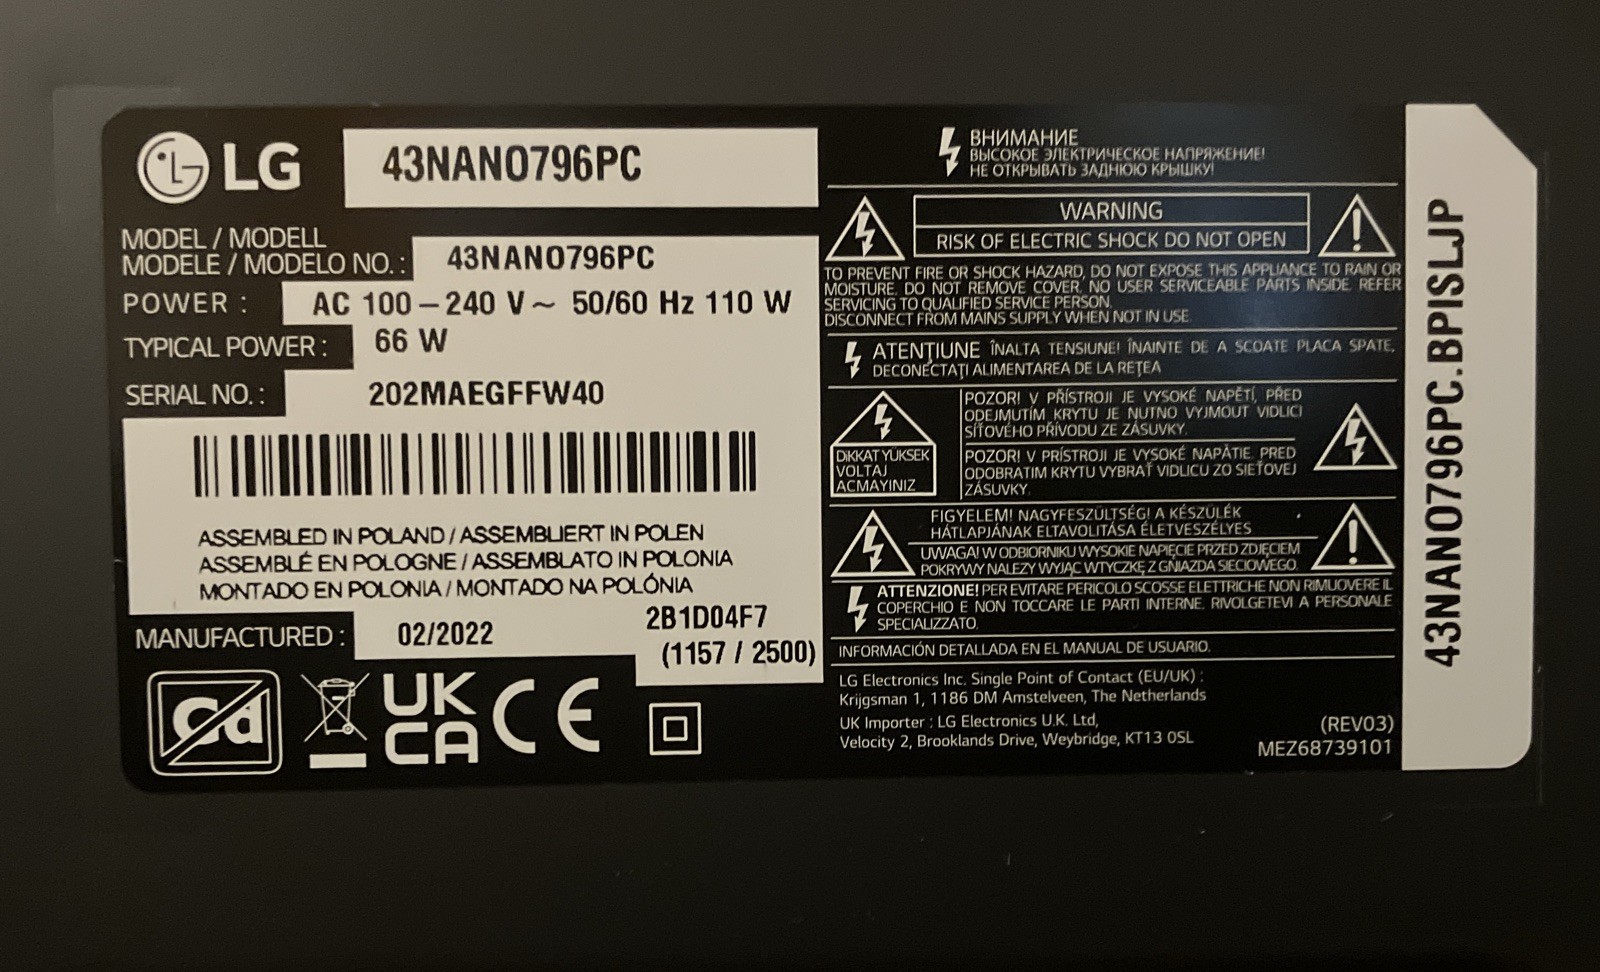 LG 43NANO796PC
MODEL / MODELL
MODELE / MODELO NO. : 43NANO796PC
POWER : AC 100 – 240 V ~ 50/60 Hz 110 W
TYPICAL POWER : 66 W
SERIAL NO. : 202MAEGFFW40
ASSEMBLED IN POLAND / ASSEMBLIERT IN POLEN
ASSEMBLÉ EN POLOGNE / ASSEMBLATO IN POLONIA
MONTADO EN POLONIA / MONTADO NA POLÓNIA
MANUFACTURED : 02/2022
2B1D04F7
(1157 / 2500)
Cd
UK
CA
CE
ВНИМАНИЕ
ВЫСОКОЕ ЭЛЕКТРИЧЕСКОЕ НАПРЯЖЕНИЕ!
НЕ ОТКРЫВАТЬ ЗАДНЮЮ КРЫШКУ!
WARNING
RISK OF ELECTRIC SHOCK DO NOT OPEN
TO PREVENT FIRE OR SHOCK HAZARD, DO NOT EXPOSE THIS APPLIANCE TO RAIN OR
MOISTURE. DO NOT REMOVE COVER. NO USER SERVICEABLE PARTS INSIDE. REFER
SERVICING TO QUALIFIED SERVICE PERSON.
DISCONNECT FROM MAINS SUPPLY WHEN NOT IN USE.
ATENȚIUNE ÎNALTA TENSIUNE! ÎNAINTE DE A SCOATE PLACA SPATE,
DECONECTAȚI ALIMENTAREA DE LA REȚEA
DİKKAT YÜKSEK
VOLTAJ
ACMAYINIZ
POZOR! V PŘÍSTROJI JE VYSOKÉ NAPĚTÍ, PŘED
ODEJMUTÍM KRYTU JE NUTNO VYJMOUT VIDLICI
SÍŤOVÉHO PŘÍVODU ZE ZÁSUVKY.
POZOR! V PRÍSTROJI JE VYSOKÉ NAPÄTIE. PRED
ODOBRATIM KRYTU VYBRAŤ VIDLICU ZO SIEŤOVEJ
ZÁSUVKY.
FIGYELEM! NAGYFESZÜLTSÉG! A KÉSZÜLÉK
HÁTLAPJÁNAK ELTAVOLITÁSA ÉLETVESZÉLYES
UWAGA! W ODBIORNIKU WYSOKIE NAPIĘCIE PRZED ZDJĘCIEM
POKRYWY NALEŻY WYJĄC WTYCZKĘ Z GNIAZDA SIECIOWEGO.
ATTENZIONE! PER EVITARE PERICOLO SCOSSE ELETTRICHE NON RIMUOVERE IL
COPERCHIO E NON TOCCARE LE PARTI INTERNE. RIVOLGETEVI A PERSONALE
SPECIALIZZATO.
INFORMACIÓN DETALLADA EN EL MANUAL DE USUARIO.
LG Electronics Inc. Single Point of Contact (EU/UK) :
Krijgsman 1, 1186 DM Amstelveen, The Netherlands
UK Importer : LG Electronics U.K. Ltd,
Velocity 2, Brooklands Drive, Weybridge, KT13 0SL
(REV03)
MEZ68739101
43NANO796PC.BPISLJP